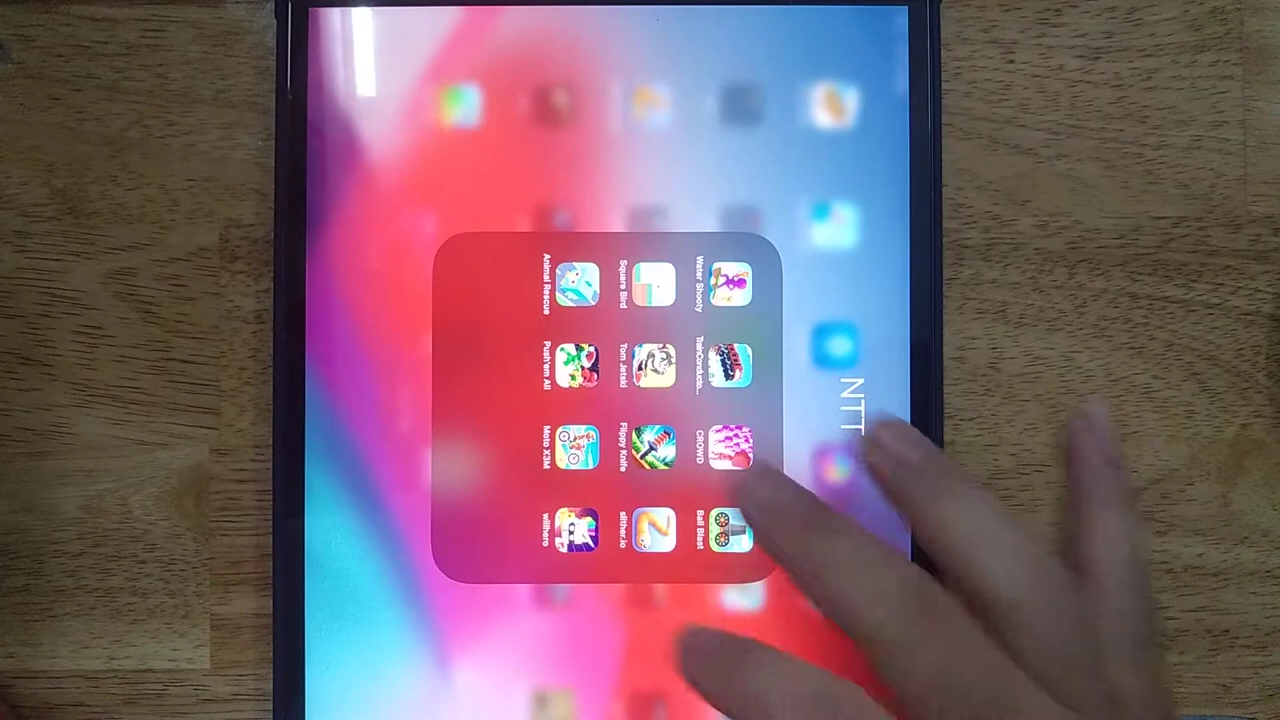 NTT
Water Shooty
TrainConducto...
CROWD
Ball Blast
Square Bird
Tom Jetski
Flippy Knife
slither.io
Animal Rescue
Push'em All
Moto X3M
willhero